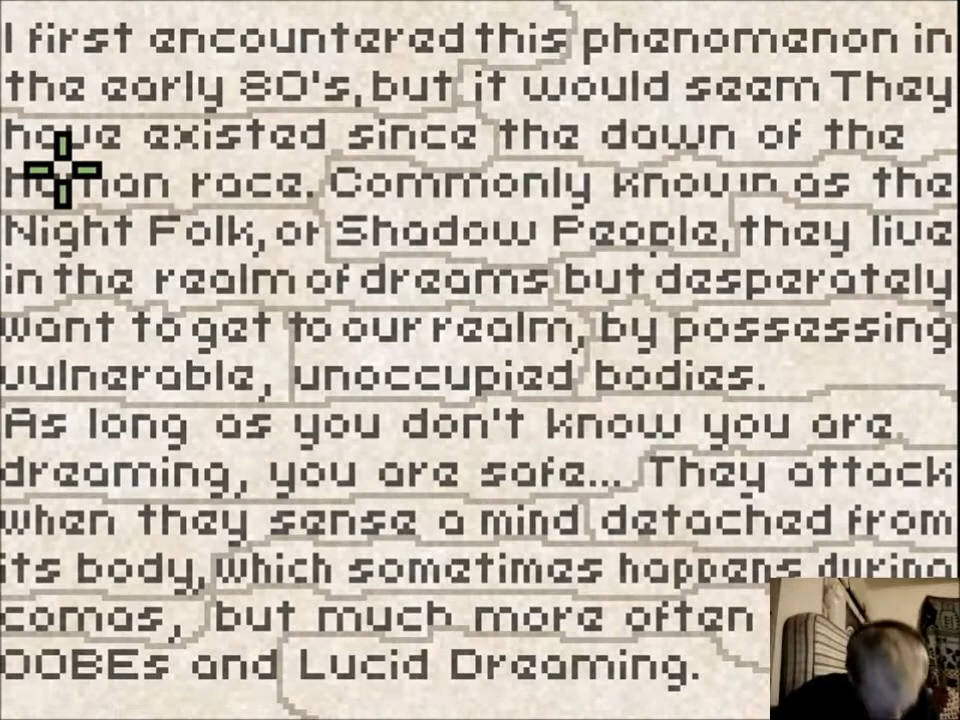 I first encountered this phenomenon in
the early 80's, but it would seem They
have existed since the dawn of the
human race. Commonly known as the
Night Folk, or Shadow People, they live
in the realm of dreams but desperately
want to get to our realm, by possessing
vulnerable, unoccupied bodies.
As long as you don't know you are
dreaming, you are safe... They attack
when they sense a mind detached from
its body, which sometimes happens during
comas, but much more often
OOBEs and Lucid Dreaming.